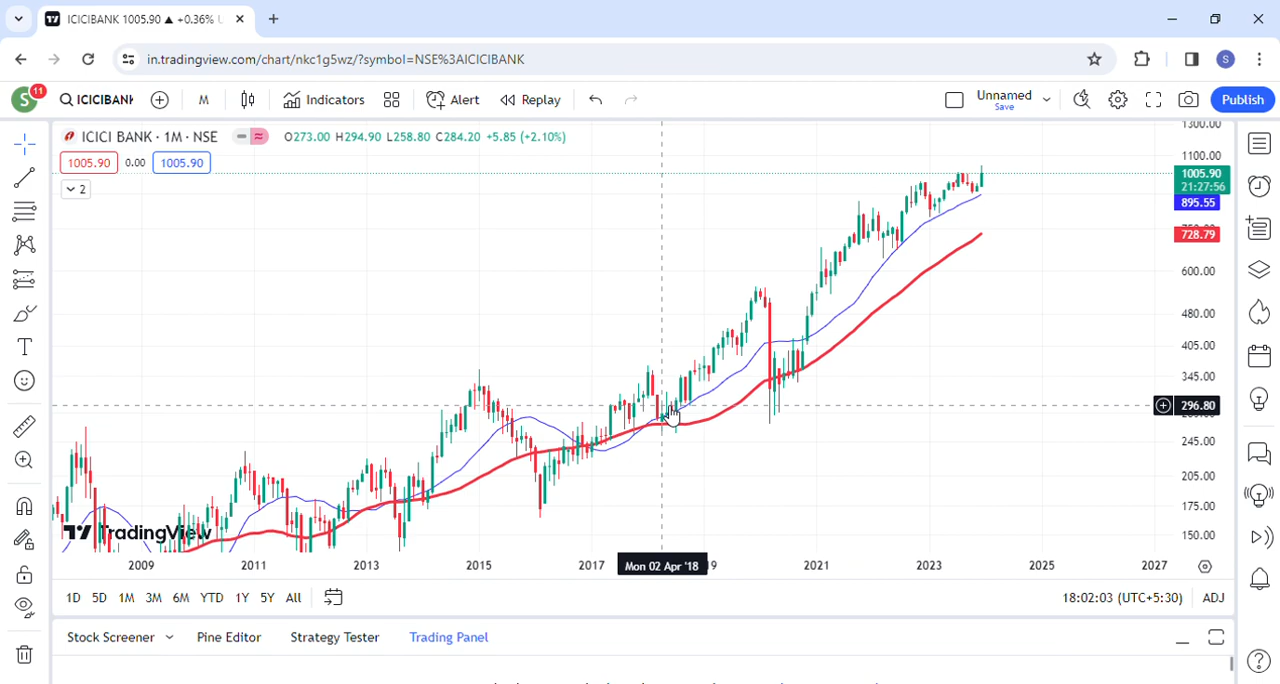 ICICIBANK 1005.90 ▲ +0.36%
in.tradingview.com/chart/nkc1g5wz/?symbol=NSE%3AICICIBANK
S
S 11 ICICIBANK M Indicators Alert Replay Unnamed Save Publish
ICICI BANK · 1M · NSE O273.00 H294.90 L258.80 C284.20 +5.85 (+2.10%)
1005.90 0.00 1005.90
2
1300.00
1100.00
1005.90
21:27:56
895.55
728.79
600.00
480.00
405.00
345.00
296.80
245.00
205.00
175.00
150.00
TradingView
2009 2011 2013 2015 2017 Mon 02 Apr '18 2021 2023 2025 2027
1D 5D 1M 3M 6M YTD 1Y 5Y All 18:02:03 (UTC+5:30) ADJ
Stock Screener Pine Editor Strategy Tester Trading Panel